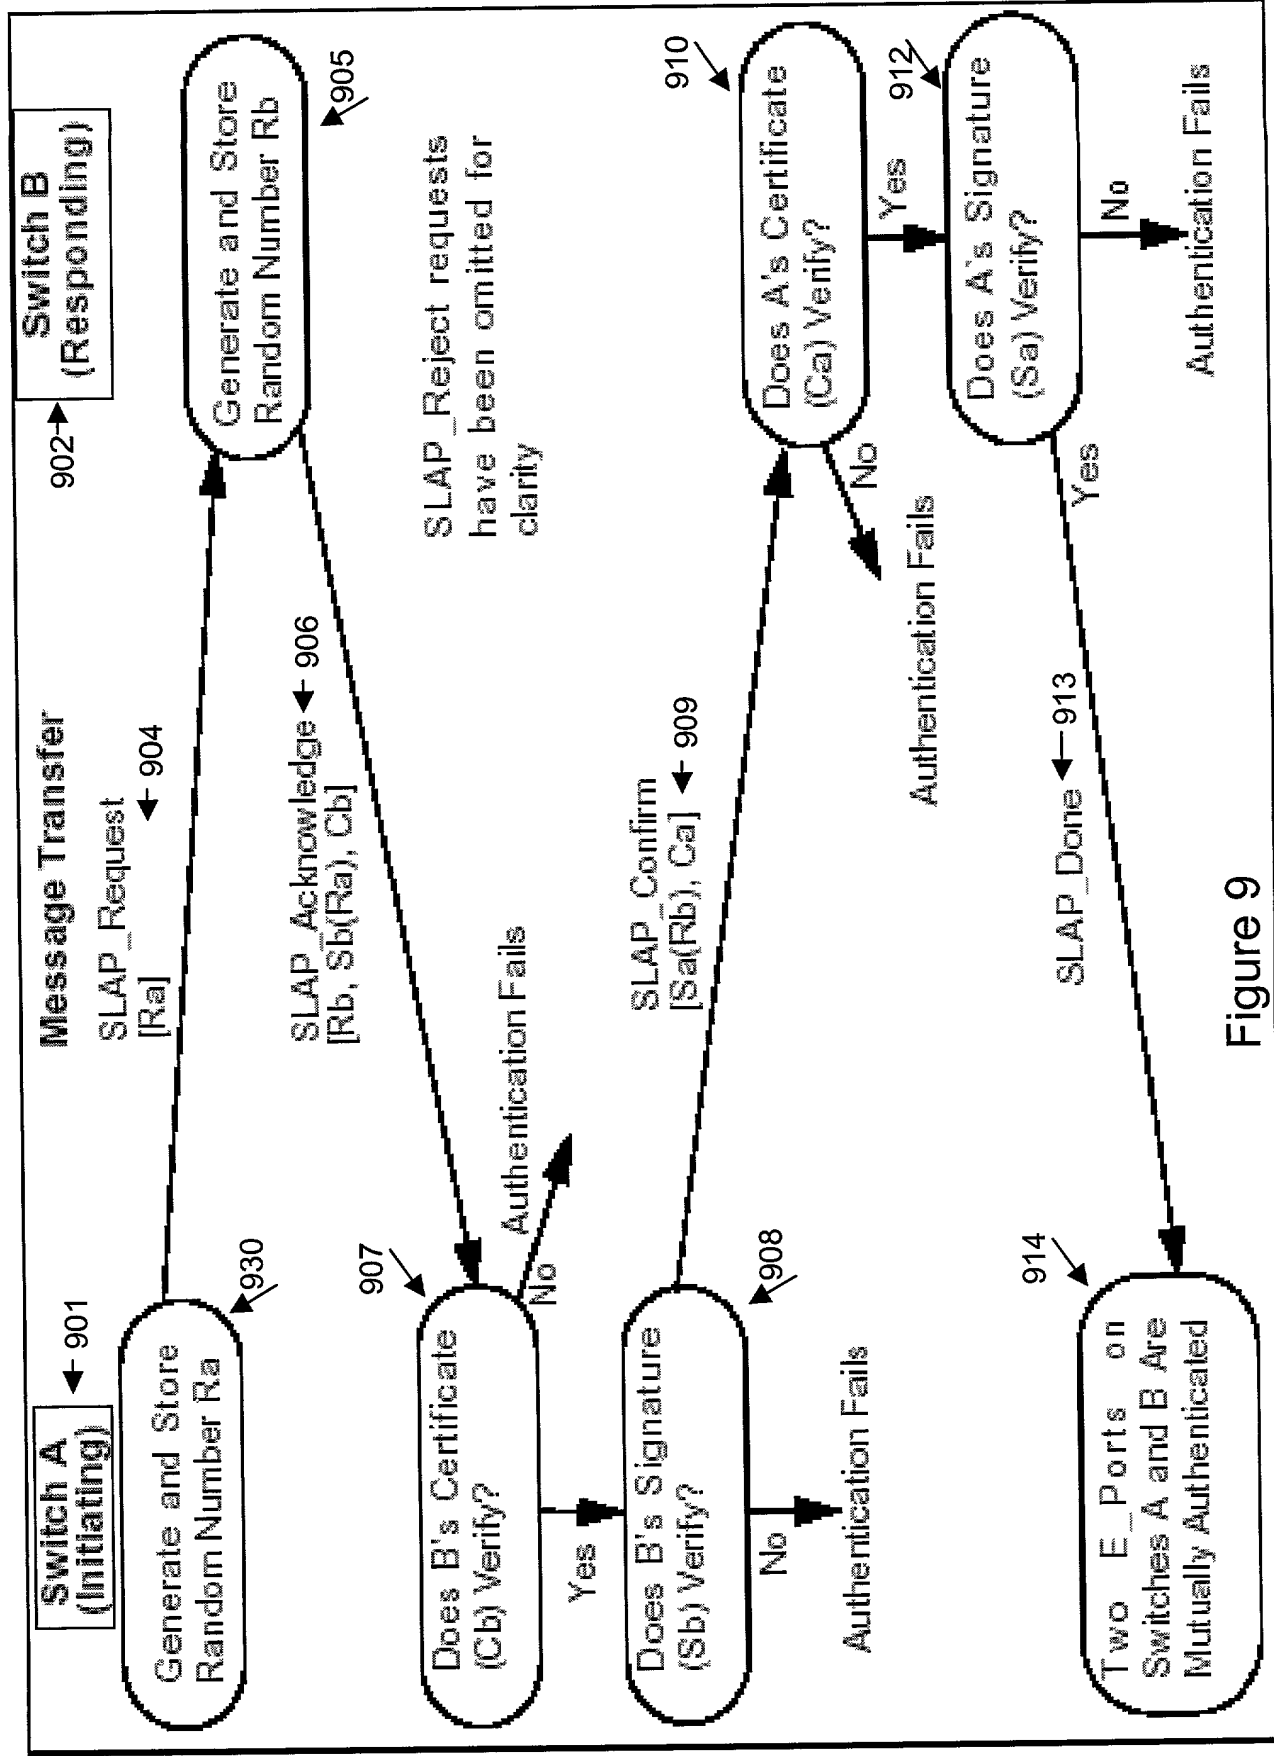 Switch A
(Initiating)
901
Message Transfer
902
Switch B
(Responding)
Generate and Store
Random Number Ra
930
SLAP_Request
[Ra]
904
Generate and Store
Random Number Rb
905
SLAP_Acknowledge
[Rb, Sb(Ra), Cb]
906
907
Does B's Certificate
(Cb) Verify?
No
Authentication Fails
SLAP_Reject requests
have been omitted for
clarity
Yes
Does B's Signature
(Sb) Verify?
908
No
Authentication Fails
SLAP_Confirm
[Sa(Rb), Ca]
909
910
Does A's Certificate
(Ca) Verify?
No
Authentication Fails
Yes
912
Does A's Signature
(Sa) Verify?
No
Authentication Fails
Yes
SLAP_Done
913
914
Two E_Ports on
Switches A and B Are
Mutually Authenticated
Figure 9